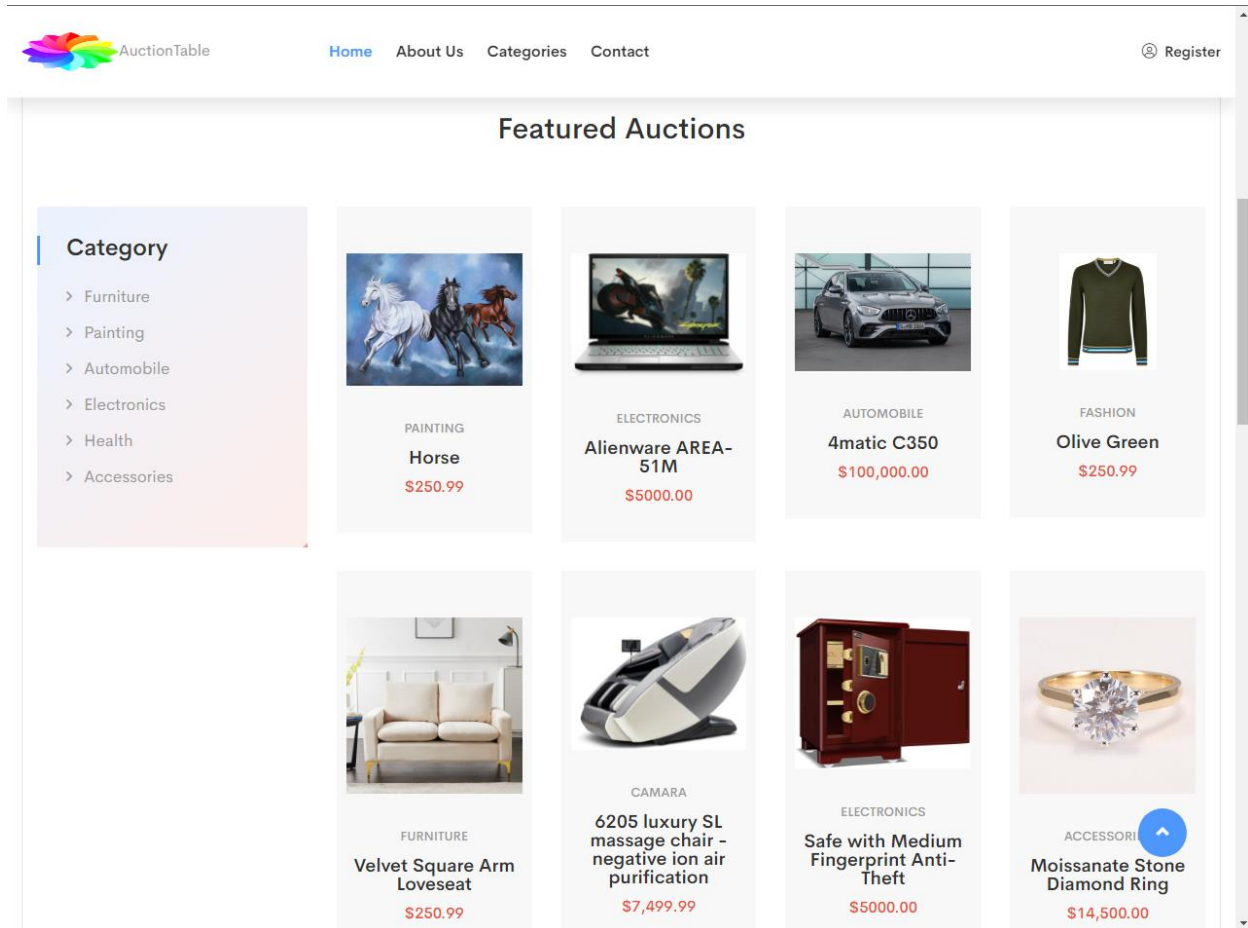 AuctionTable
Home About Us Categories Contact
Register
Featured Auctions
Category
Furniture
Painting
Automobile
Electronics
Health
Accessories
PAINTING
Horse
$250.99
ELECTRONICS
Alienware AREA-
51M
$5000.00
AUTOMOBILE
4matic C350
$100,000.00
FASHION
Olive Green
$250.99
FURNITURE
Velvet Square Arm
Loveseat
$250.99
CAMARA
6205 luxury SL
massage chair -
negative ion air
purification
$7,499.99
ELECTRONICS
Safe with Medium
Fingerprint Anti-
Theft
$5000.00
ACCESSORI
Moissanate Stone
Diamond Ring
$14,500.00